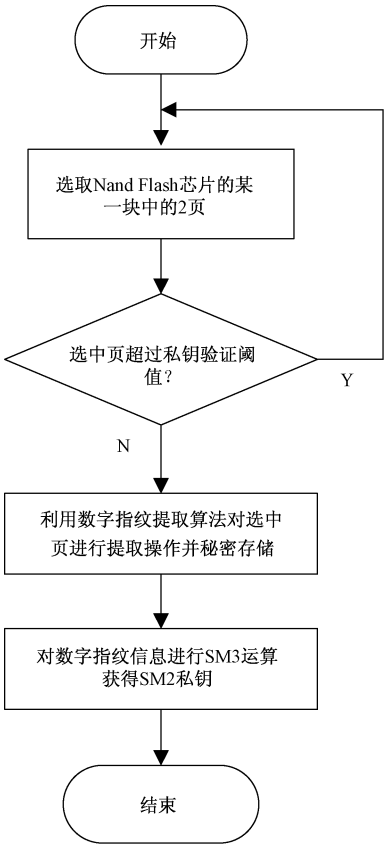 开始
选取Nand Flash芯片的某
一块中的2页
选中页超过私钥验证阈
值？
Y
N
利用数字指纹提取算法对选中
页进行提取操作并秘密存储
对数字指纹信息进行SM3运算
获得SM2私钥
结束